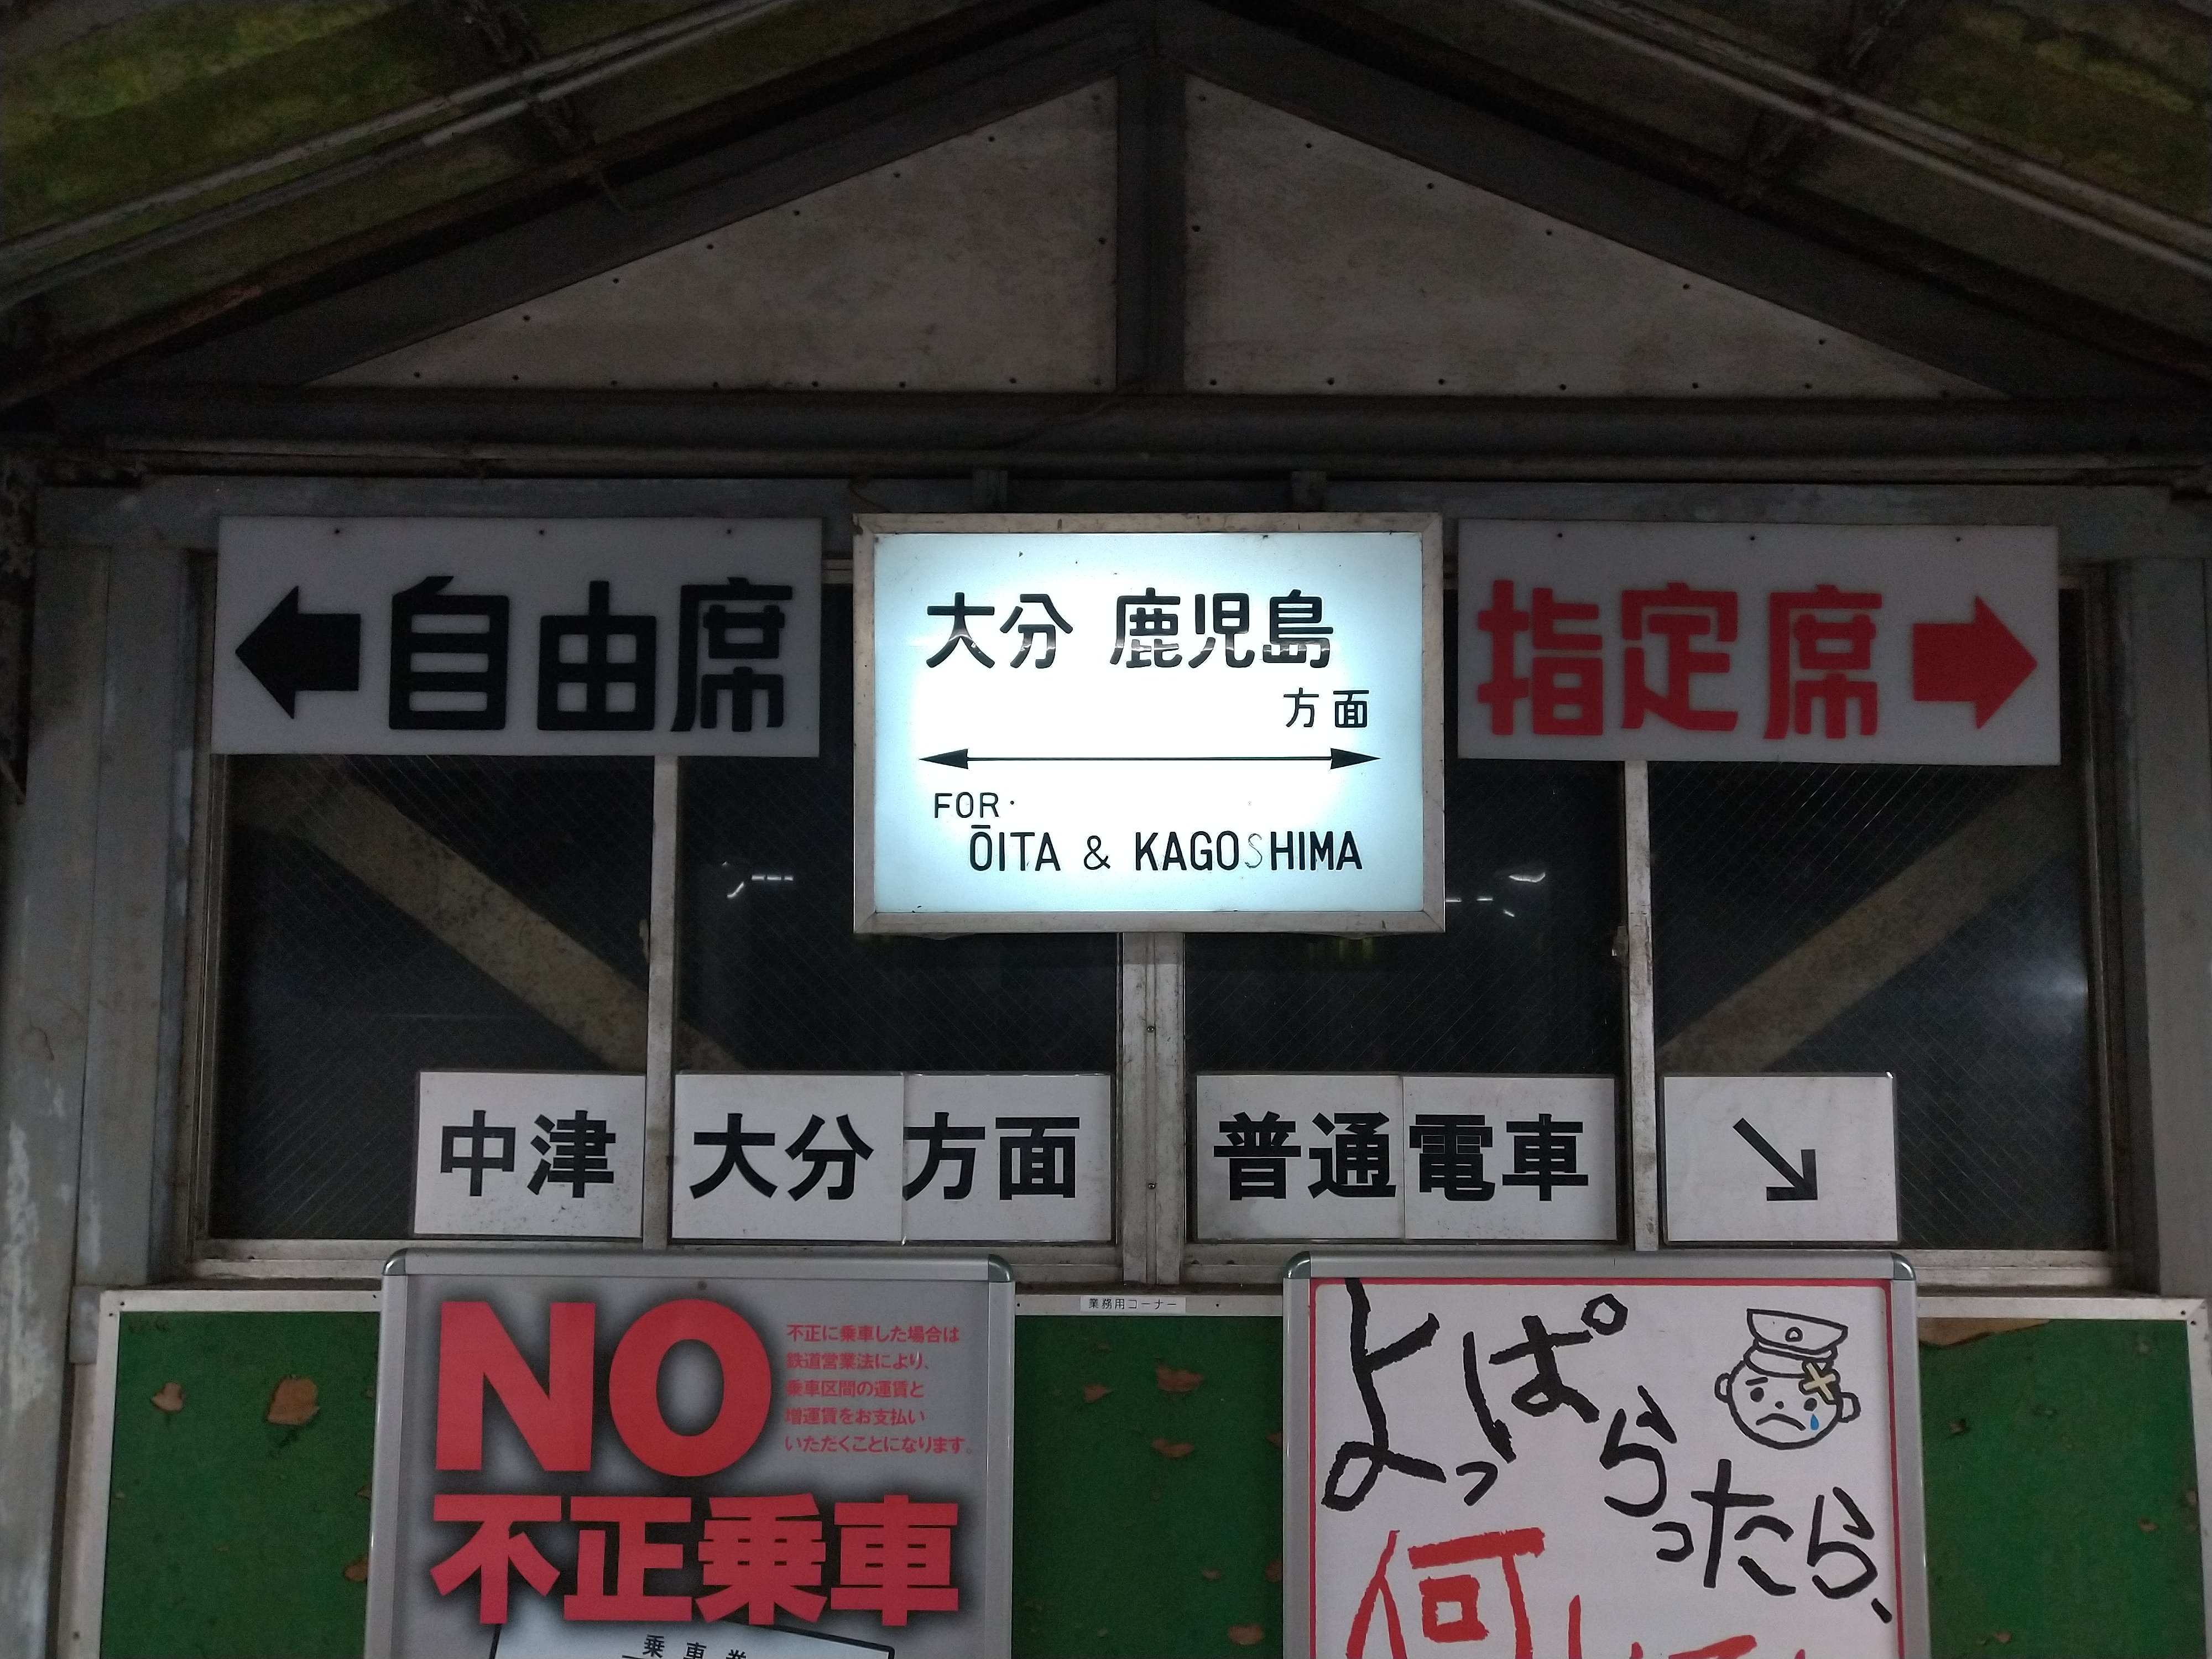 ←自由席
大分 鹿児島
方面
FOR·
ŌITA & KAGOSHIMA
指定席→
中津 大分方面 普通電車 ↘
業務用コーナー
NO
不正に乗車した場合は
鉄道営業法により、
乗車区間の運賃と
増運賃をお支払い
いただくことになります。
不正乗車
乗車券
よっぱらったら、
何